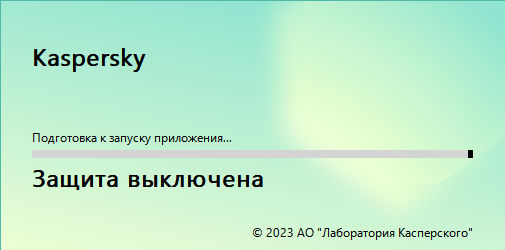 Kaspersky
Подготовка к запуску приложения...
Защита выключена
© 2023 АО "Лаборатория Касперского"